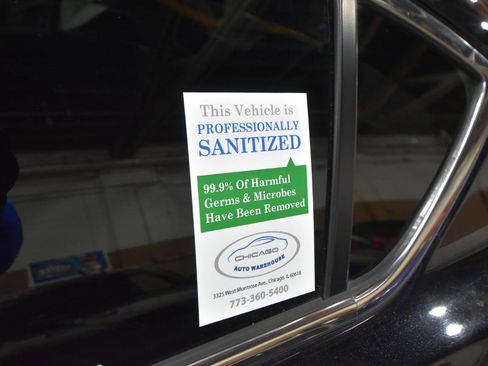 This Vehicle is
PROFESSIONALLY
SANITIZED
99.9% Of Harmful
Germs & Microbes
Have Been Removed
CHICAGO
AUTO WAREHOUSE
3325 West Montrose Ave, Chicago, IL 60618
773-360-5400